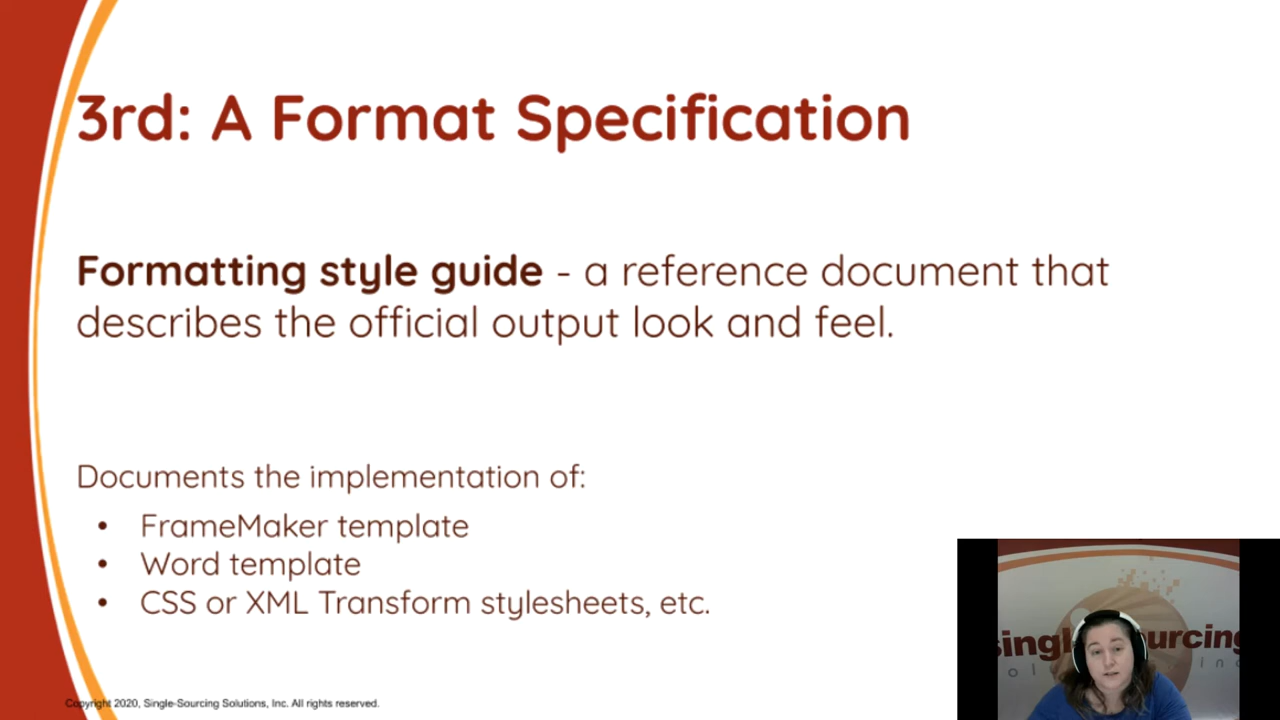 3rd: A Format Specification
Formatting style guide - a reference document that
describes the official output look and feel.
Documents the implementation of:
• FrameMaker template
• Word template
• CSS or XML Transform stylesheets, etc.
Copyright 2020, Single-Sourcing Solutions, Inc. All rights reserved.